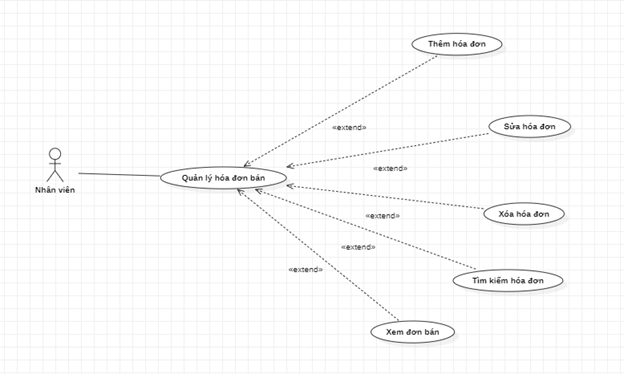 Thêm hóa đơn
«extend»
Sửa hóa đơn
«extend»
Nhân viên
Quản lý hóa đơn bán
«extend»
Xóa hóa đơn
«extend»
Tìm kiếm hóa đơn
«extend»
Xem đơn bán